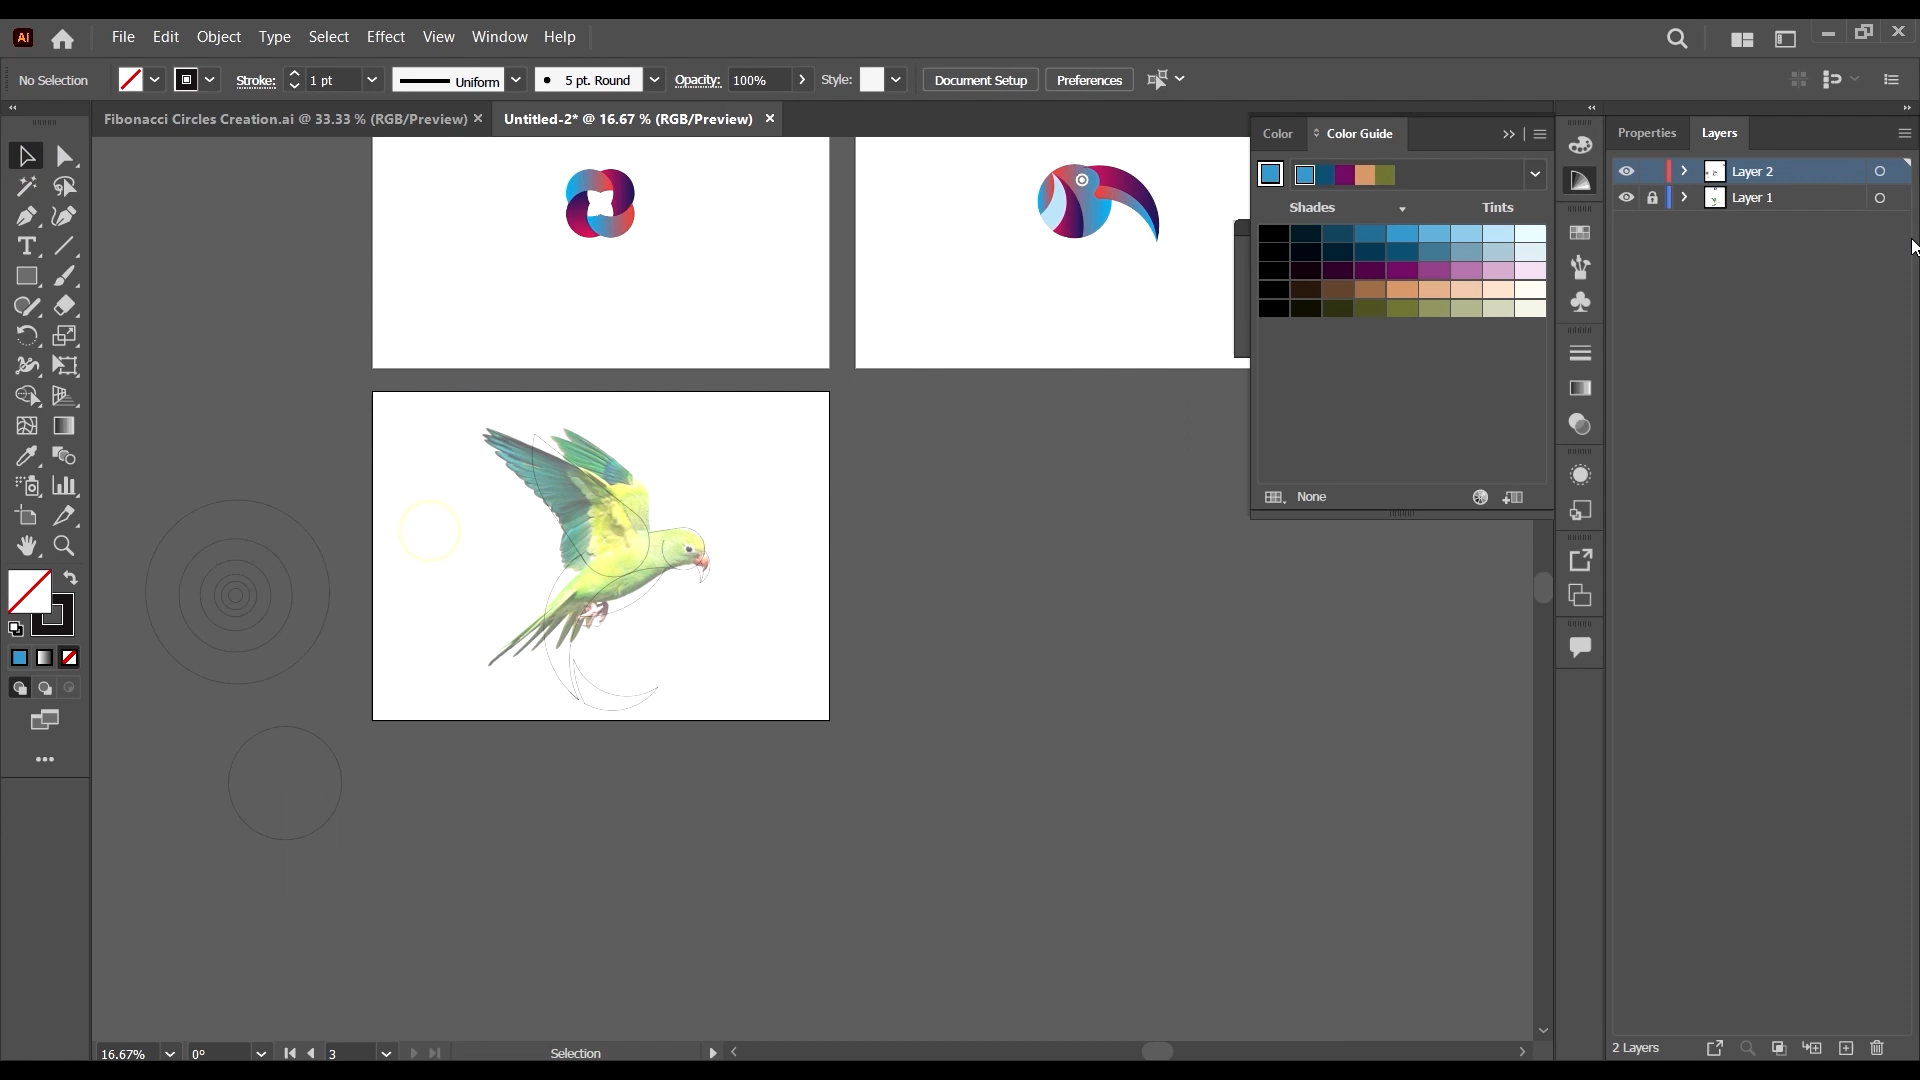 Ai File Edit Object Type Select Effect View Window Help
No Selection Stroke: 1 pt Uniform 5 pt. Round Opacity: 100% Style: Document Setup Preferences
Fibonacci Circles Creation.ai @ 33.33 % (RGB/Preview) Untitled-2* @ 16.67 % (RGB/Preview)
Color Color Guide
Properties Layers
Layer 2
Layer 1
Shades Tints
None
16.67% 0° 3 Selection
2 Layers